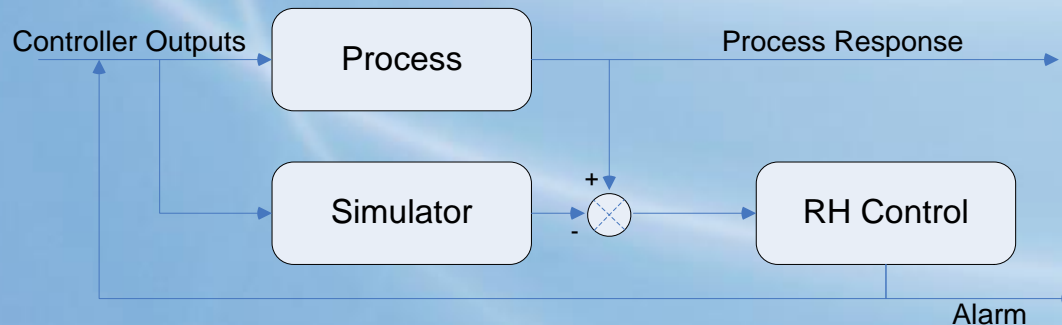 Controller Outputs
Process
Process Response
Simulator
+
-
RH Control
Alarm